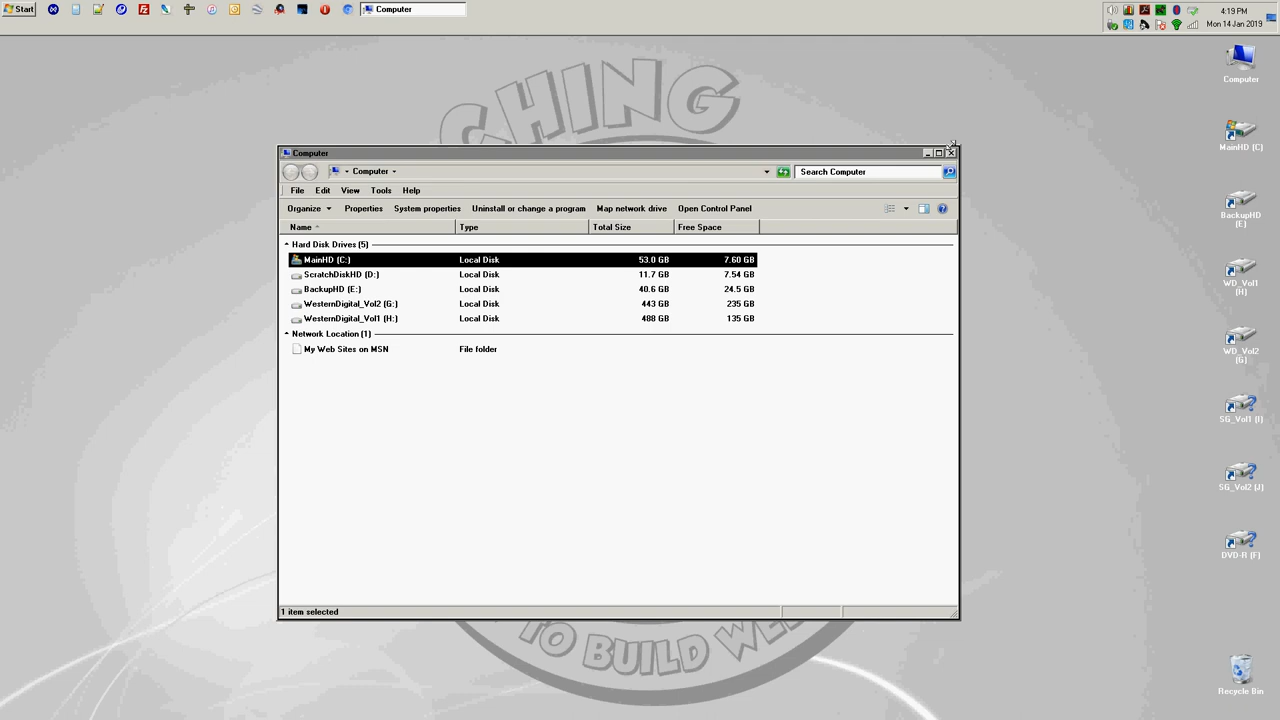 Start
Computer
4:19 PM
Mon 14 Jan 2019
CHING
Computer
MainHD (C)
BackupHD
(E)
WD_Vol1
(H)
WD_Vol2
(G)
SG_Vol1 (I)
SG_Vol2 (J)
DVD-R (F)
Recycle Bin
Computer
Computer
Search Computer
File Edit View Tools Help
Organize Properties System properties Uninstall or change a program Map network drive Open Control Panel
Name Type Total Size Free Space
Hard Disk Drives (5)
MainHD (C:) Local Disk 53.0 GB 7.60 GB
ScratchDiskHD (D:) Local Disk 11.7 GB 7.54 GB
BackupHD (E:) Local Disk 40.6 GB 24.5 GB
WesternDigital_Vol2 (G:) Local Disk 443 GB 235 GB
WesternDigital_Vol1 (H:) Local Disk 488 GB 135 GB
Network Location (1)
My Web Sites on MSN File folder
1 item selected
TO BUILD WE